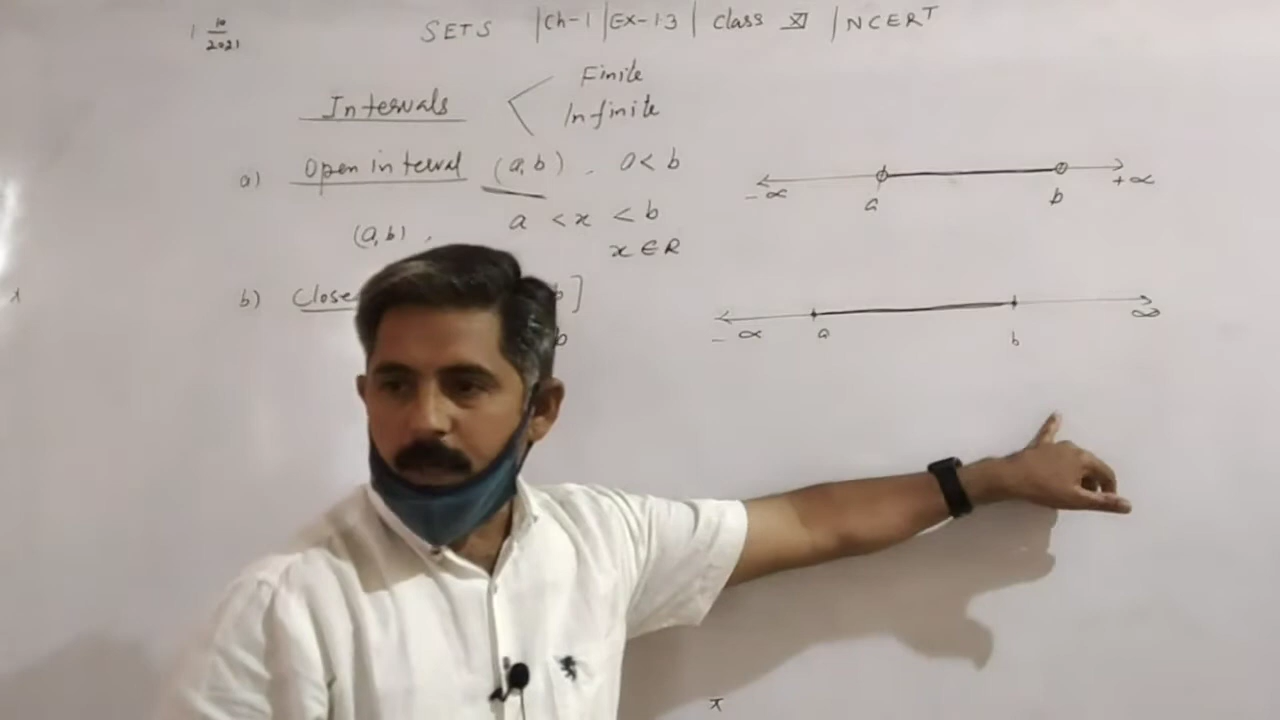 1 10/2021
SETS | Ch-1 | Ex-1.3 | Class XI | NCERT
Intervals < Finite
Infinite
a) Open interval (a,b) , a < b
(a,b) , a < x < b
x ∈ R
-∝ a b +∝
b) Close b]
b
-∝ a b ∞
x